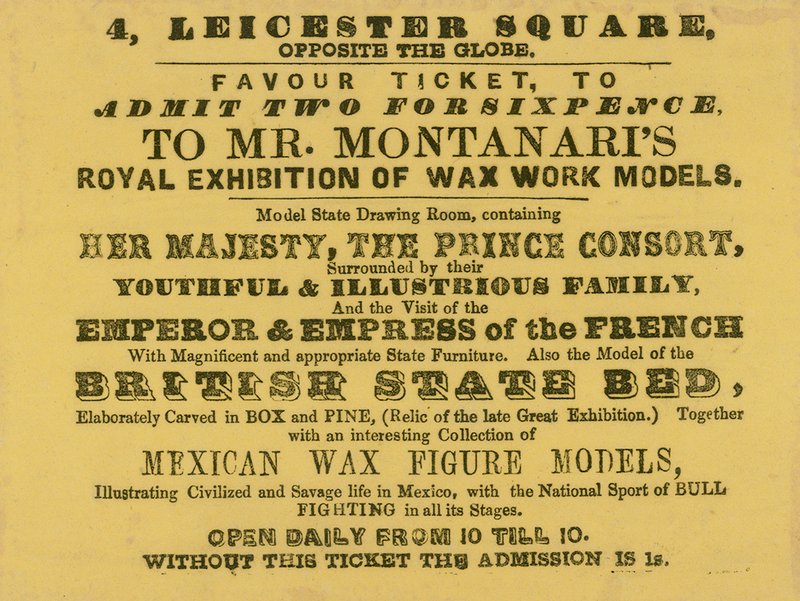 4, LEICESTER SQUARE,
OPPOSITE THE GLOBE.
FAVOUR TICKET, TO
ADMIT TWO FOR SIXPENCE,
TO MR. MONTANARI'S
ROYAL EXHIBITION OF WAX WORK MODELS.
Model State Drawing Room, containing
HER MAJESTY, THE PRINCE CONSORT,
Surrounded by their
YOUTHFUL & ILLUSTRIOUS FAMILY,
And the Visit of the
EMPEROR & EMPRESS of the FRENCH
With Magnificent and appropriate State Furniture. Also the Model of the
BRITISH STATE BED,
Elaborately Carved in BOX and PINE, (Relic of the late Great Exhibition.) Together
with an interesting Collection of
MEXICAN WAX FIGURE MODELS,
Illustrating Civilized and Savage life in Mexico, with the National Sport of BULL
FIGHTING in all its Stages.
OPEN DAILY FROM 10 TILL 10.
WITHOUT THIS TICKET THE ADMISSION IS 1s.